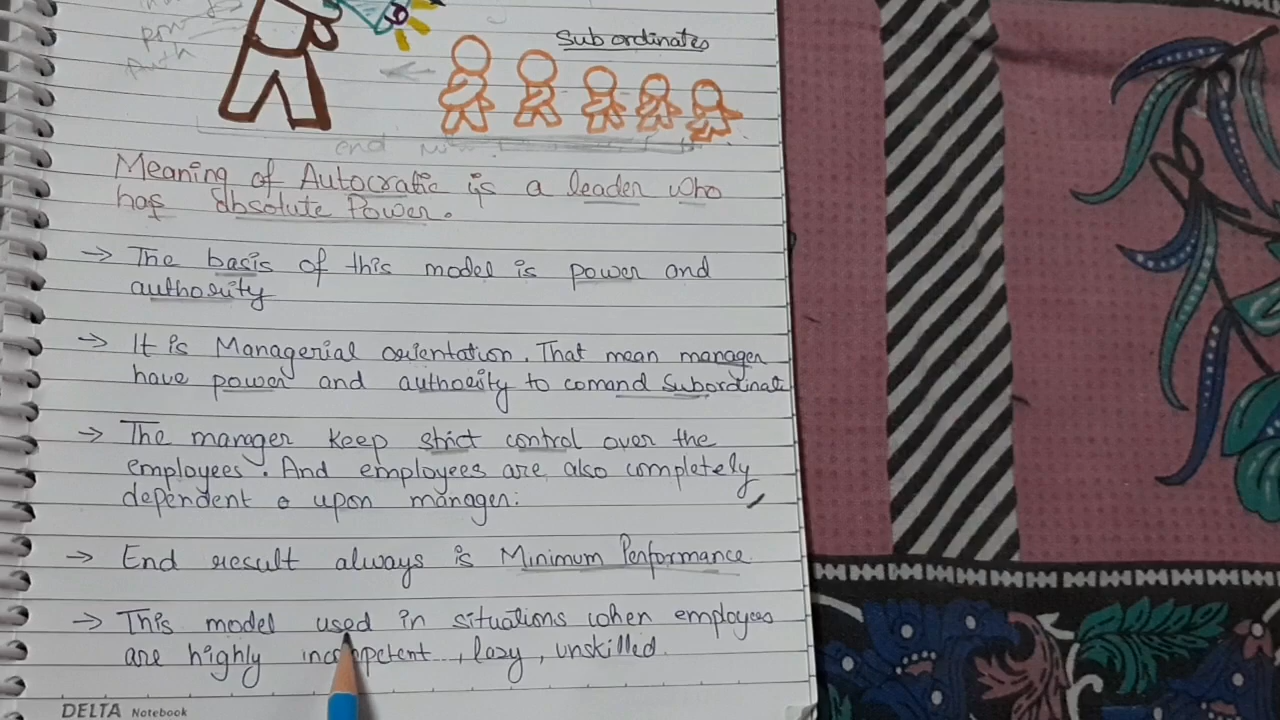 Subordinates
end
Meaning of Autocratic is a leader who
has absolute Power.
→ The basis of this model is power and
authority
→ It is Managerial orientation. That mean manager
have power and authority to comand Subordinate
→ The manager keep strict control over the
employees. And employees are also completely
dependent upon manager.
→ End result always is Minimum Performance
→ This model used in situations when employees
are highly incompetent, lazy, unskilled.
DELTA Notebook